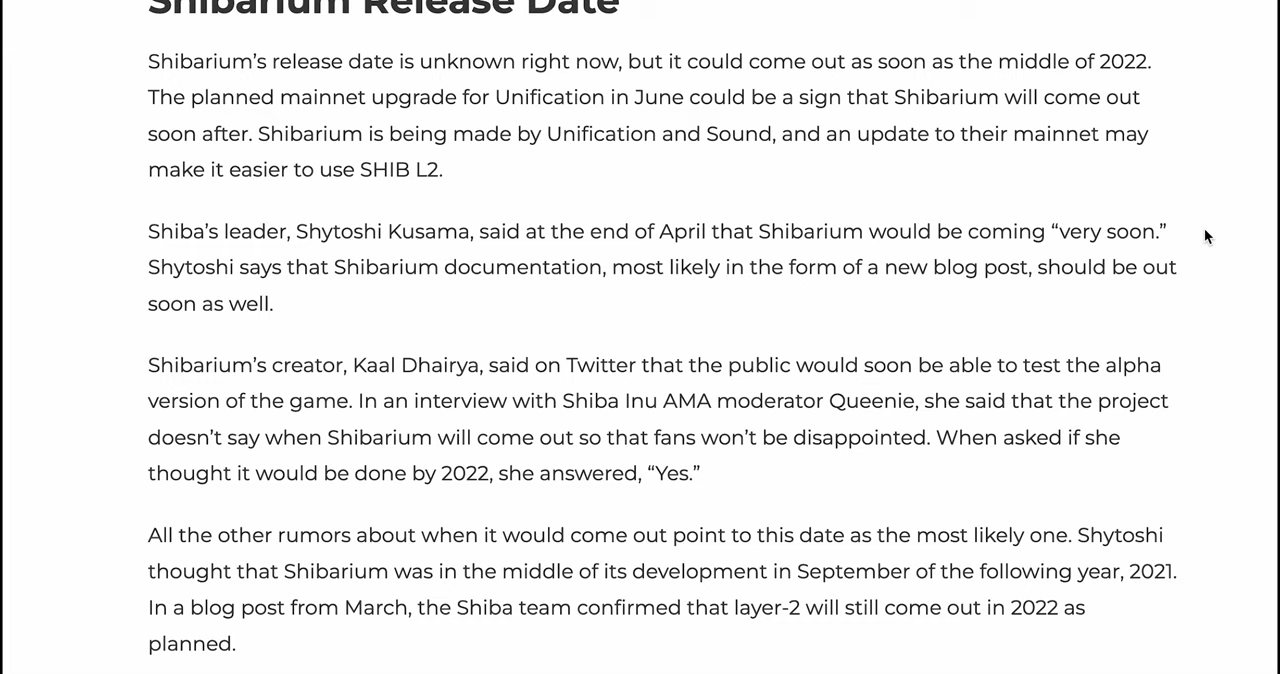 Shibarium Release Date
Shibarium’s release date is unknown right now, but it could come out as soon as the middle of 2022.
The planned mainnet upgrade for Unification in June could be a sign that Shibarium will come out
soon after. Shibarium is being made by Unification and Sound, and an update to their mainnet may
make it easier to use SHIB L2.
Shiba’s leader, Shytoshi Kusama, said at the end of April that Shibarium would be coming “very soon.”
Shytoshi says that Shibarium documentation, most likely in the form of a new blog post, should be out
soon as well.
Shibarium’s creator, Kaal Dhairya, said on Twitter that the public would soon be able to test the alpha
version of the game. In an interview with Shiba Inu AMA moderator Queenie, she said that the project
doesn’t say when Shibarium will come out so that fans won’t be disappointed. When asked if she
thought it would be done by 2022, she answered, “Yes.”
All the other rumors about when it would come out point to this date as the most likely one. Shytoshi
thought that Shibarium was in the middle of its development in September of the following year, 2021.
In a blog post from March, the Shiba team confirmed that layer-2 will still come out in 2022 as
planned.